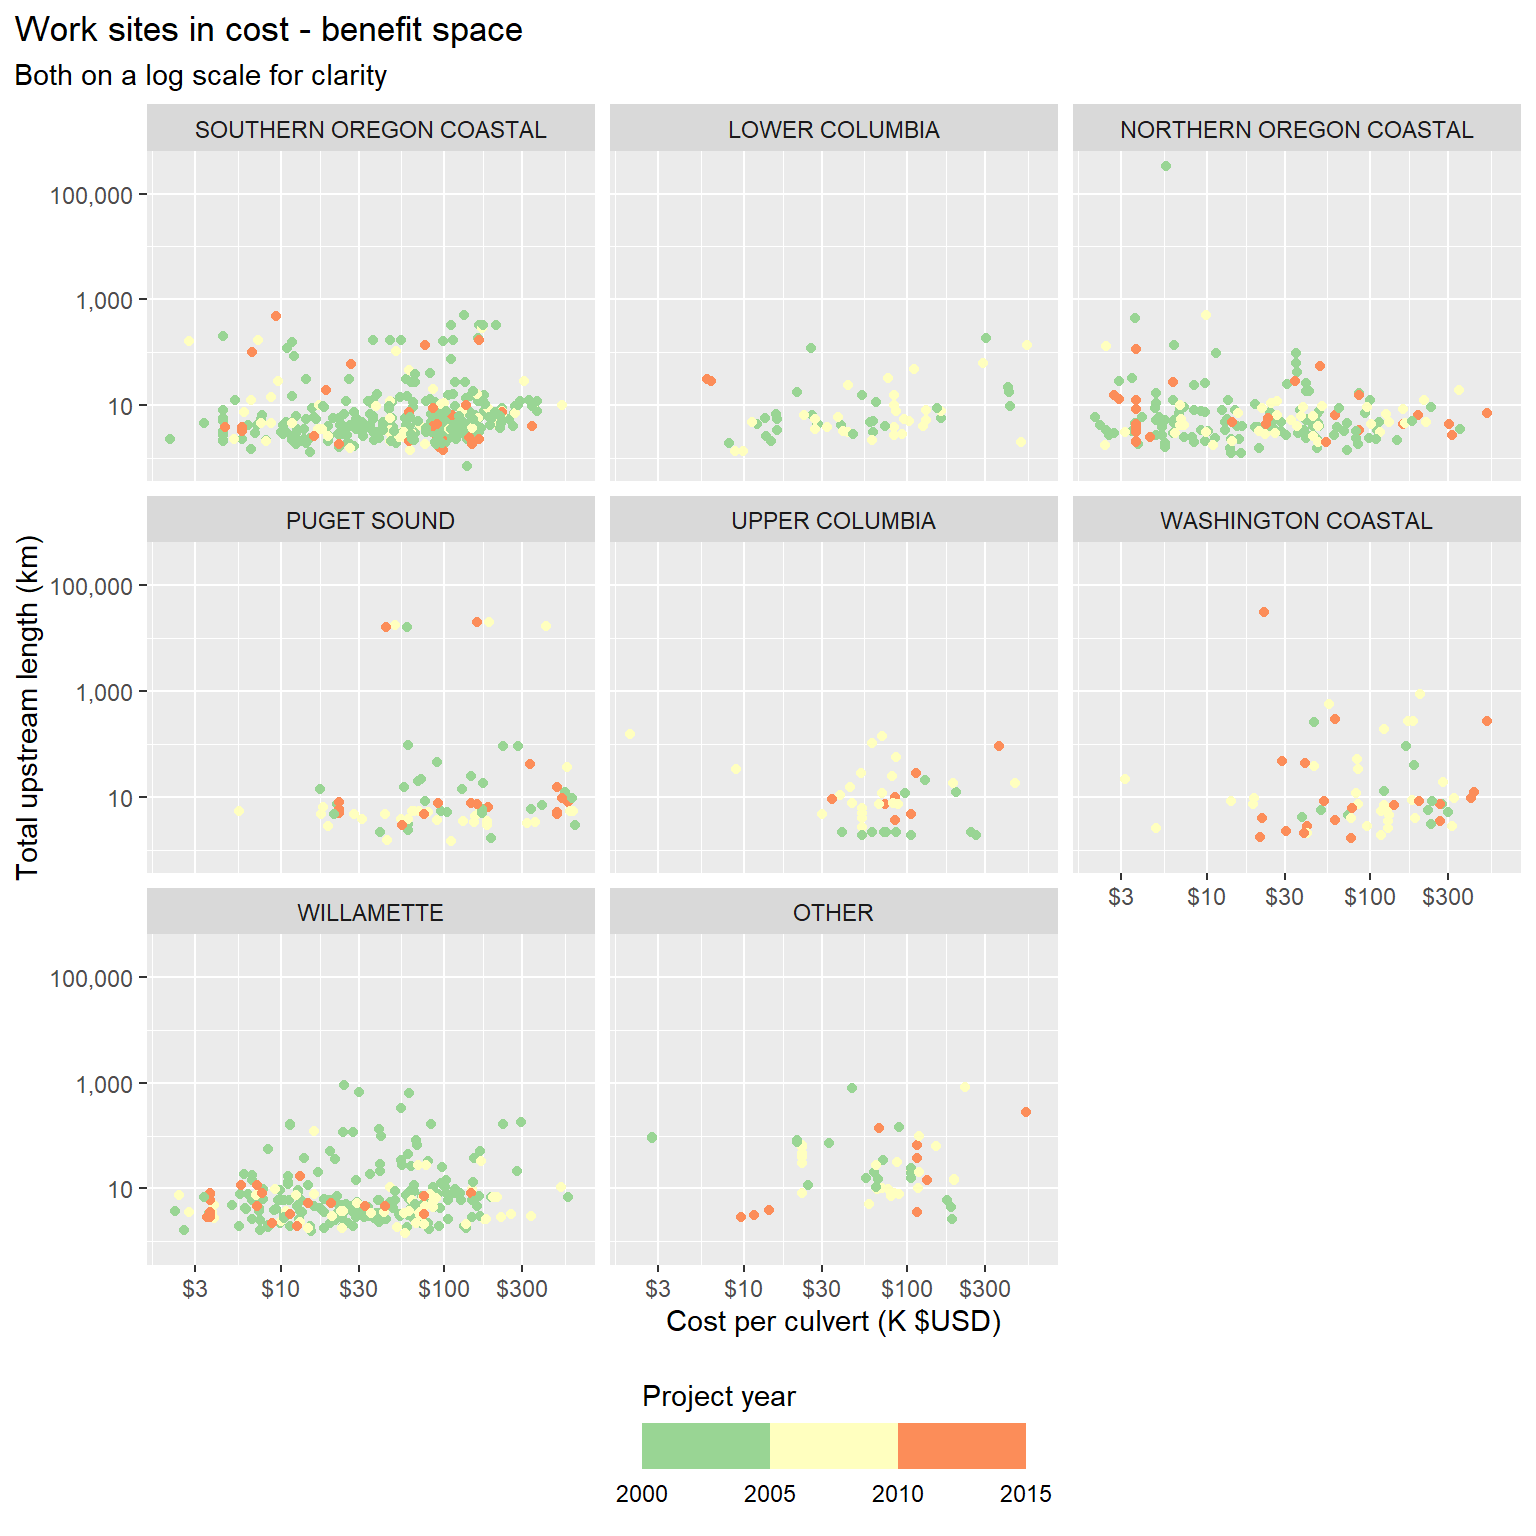 Work sites in cost - benefit space
Both on a log scale for clarity
SOUTHERN OREGON COASTAL
LOWER COLUMBIA
NORTHERN OREGON COASTAL
100,000
1,000
10
PUGET SOUND
UPPER COLUMBIA
WASHINGTON COASTAL
Total upstream length (km)
100,000
1,000
10
$3 $10 $30 $100 $300
WILLAMETTE
OTHER
100,000
1,000
10
$3 $10 $30 $100 $300
$3 $10 $30 $100 $300
Cost per culvert (K $USD)
Project year
2000 2005 2010 2015